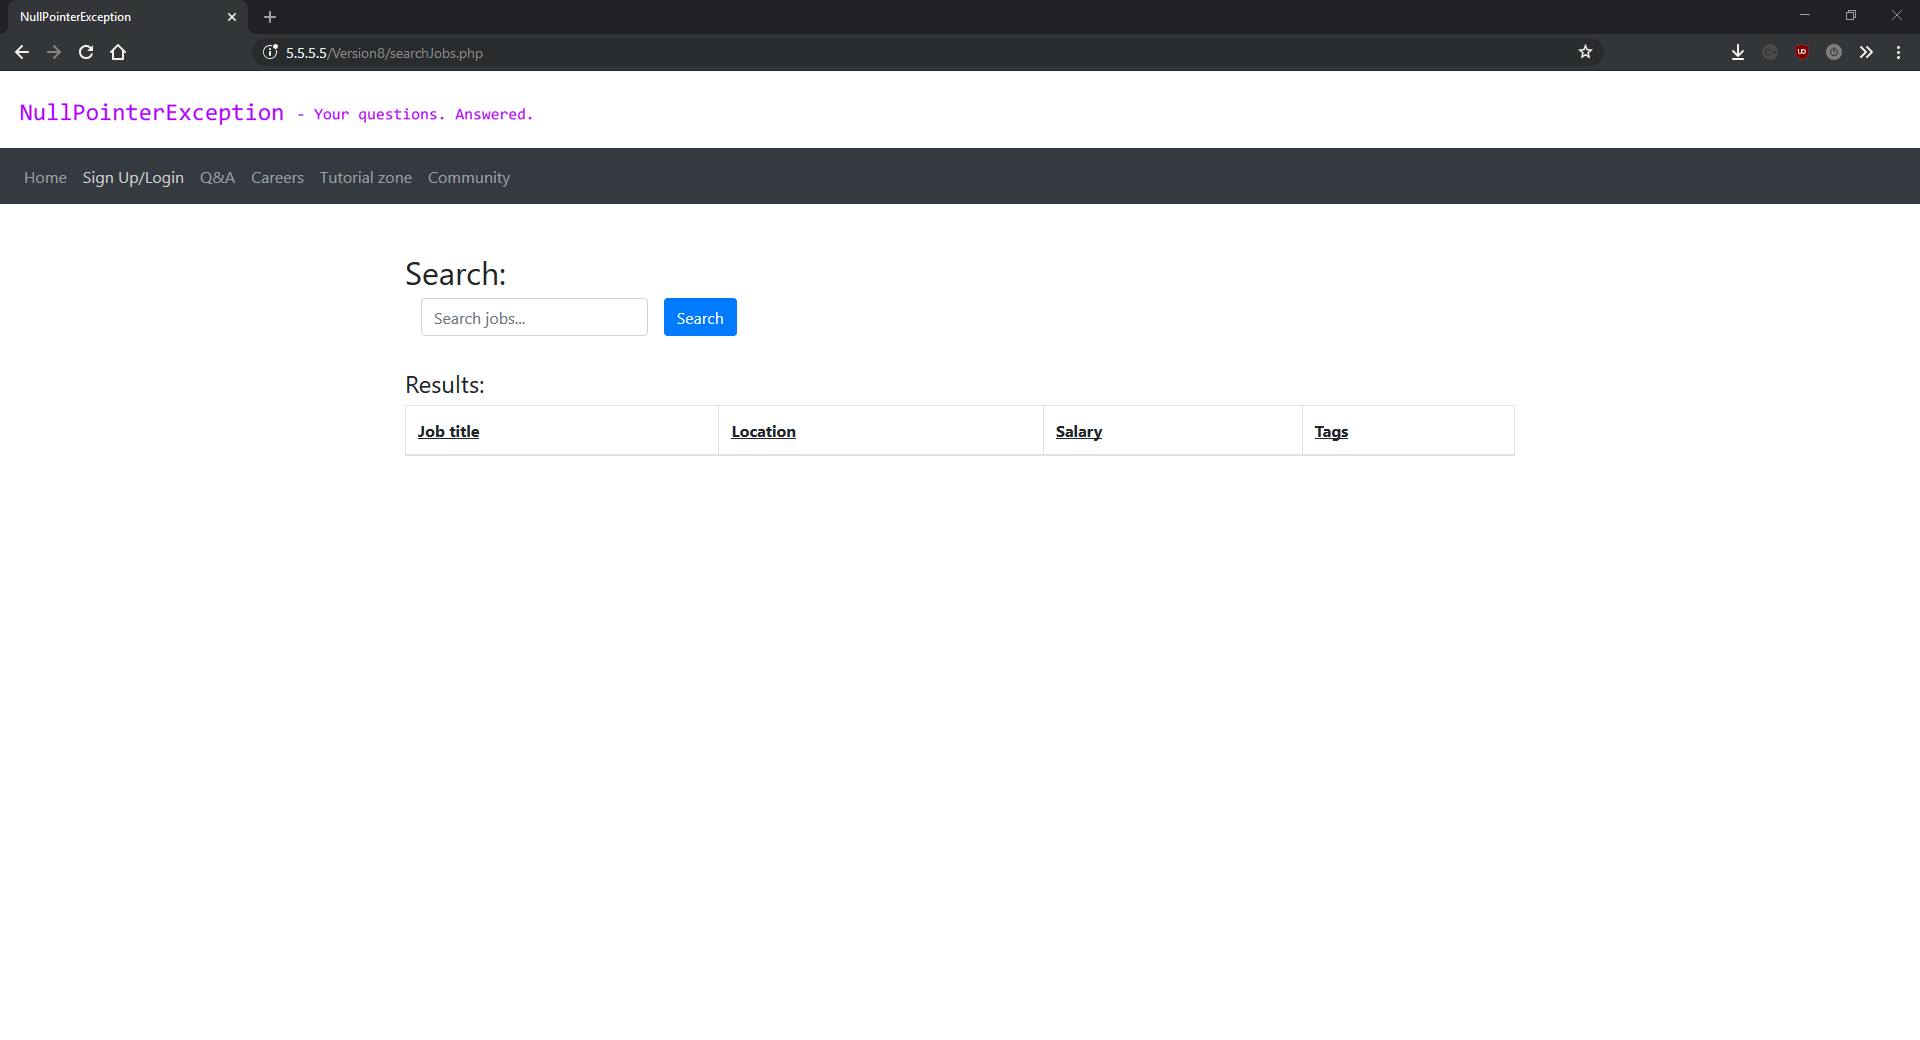 NullPointerException
5.5.5.5/Version8/searchJobs.php
NullPointerException - Your questions. Answered.
Home Sign Up/Login Q&A Careers Tutorial zone Community
Search:
Search jobs... Search
Results:
Job title Location Salary Tags